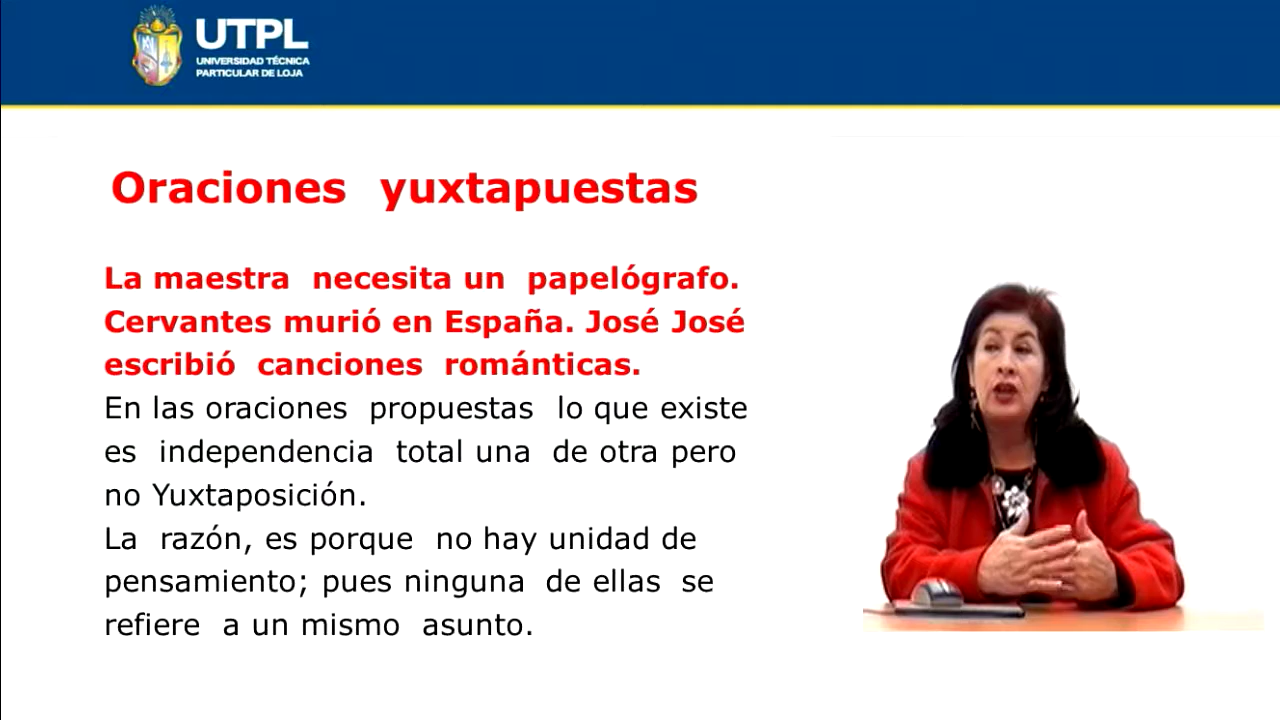 UTPL
UNIVERSIDAD TÉCNICA
PARTICULAR DE LOJA
Oraciones yuxtapuestas
La maestra necesita un papelógrafo.
Cervantes murió en España. José José
escribió canciones románticas.
En las oraciones propuestas lo que existe
es independencia total una de otra pero
no Yuxtaposición.
La razón, es porque no hay unidad de
pensamiento; pues ninguna de ellas se
refiere a un mismo asunto.